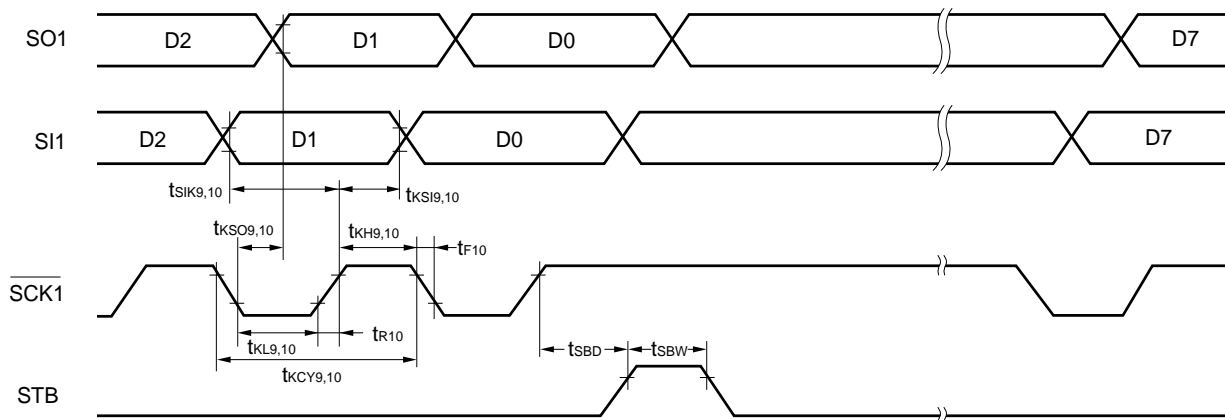 SO1 D2 D1 D0 D7
SI1 D2 D1 D0 D7
tSIK9,10 tKSI9,10
tKSO9,10 tKH9,10 tF10
SCK1
tKL9,10 tR10 tSBD tSBW
tKCY9,10
STB